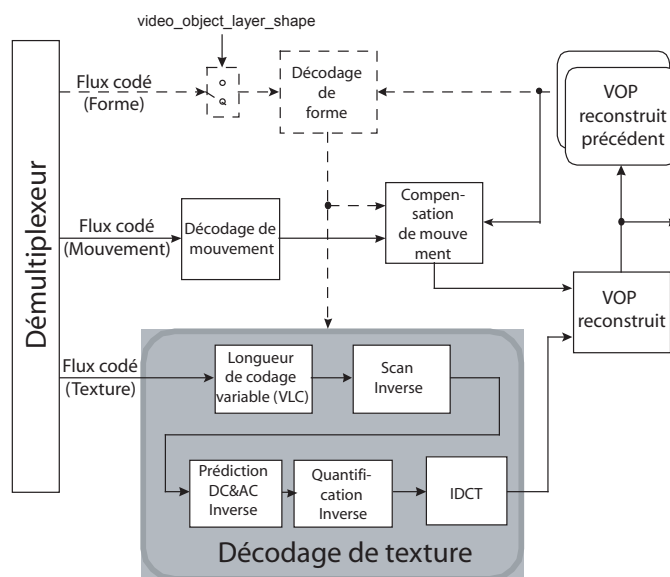 video_object_layer_shape
Démultiplexeur
Flux codé
(Forme)
Décodage
de
forme
VOP
reconstruit
précédent
Flux codé
(Mouvement)
Décodage de
mouvement
Compen-
sation
de mouve
ment
VOP
reconstruit
Flux codé
(Texture)
Longueur
de codage
variable (VLC)
Scan
Inverse
Prédiction
DC&AC
Inverse
Quantifi-
cation
Inverse
IDCT
Décodage de texture